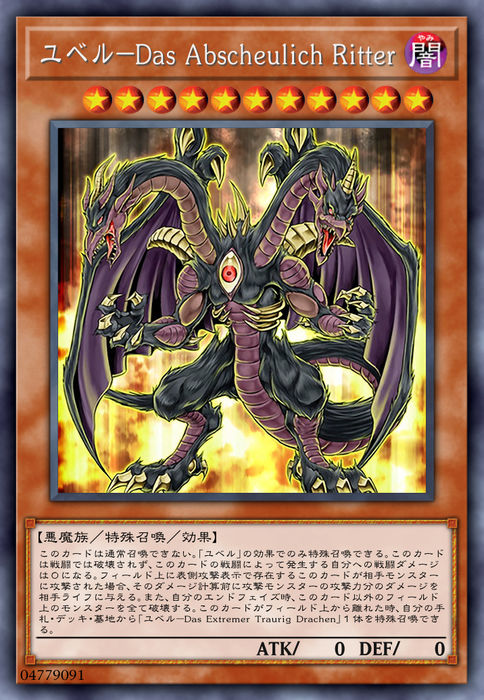 ユベル－Das Abscheulich Ritter
やみ
闇
【悪魔族／特殊召喚／効果】
このカードは通常召喚できない。「ユベル」の効果でのみ特殊召喚できる。このカード
は戦闘では破壊されず、このカードの戦闘によって発生する自分への戦闘ダメージ
は０になる。フィールド上に表側攻撃表示で存在するこのカードが相手モンスター
に攻撃された場合、そのダメージ計算前に攻撃モンスターの攻撃力分のダメージを
相手ライフに与える。また、自分のエンドフェイズ時、このカード以外のフィールド
上のモンスターを全て破壊する。このカードがフィールド上から離れた時、自分の手
札・デッキ・墓地から「ユベル－Das Extremer Traurig Drachen」１体を特殊召喚でき
る。
ATK/ 0 DEF/ 0
04779091